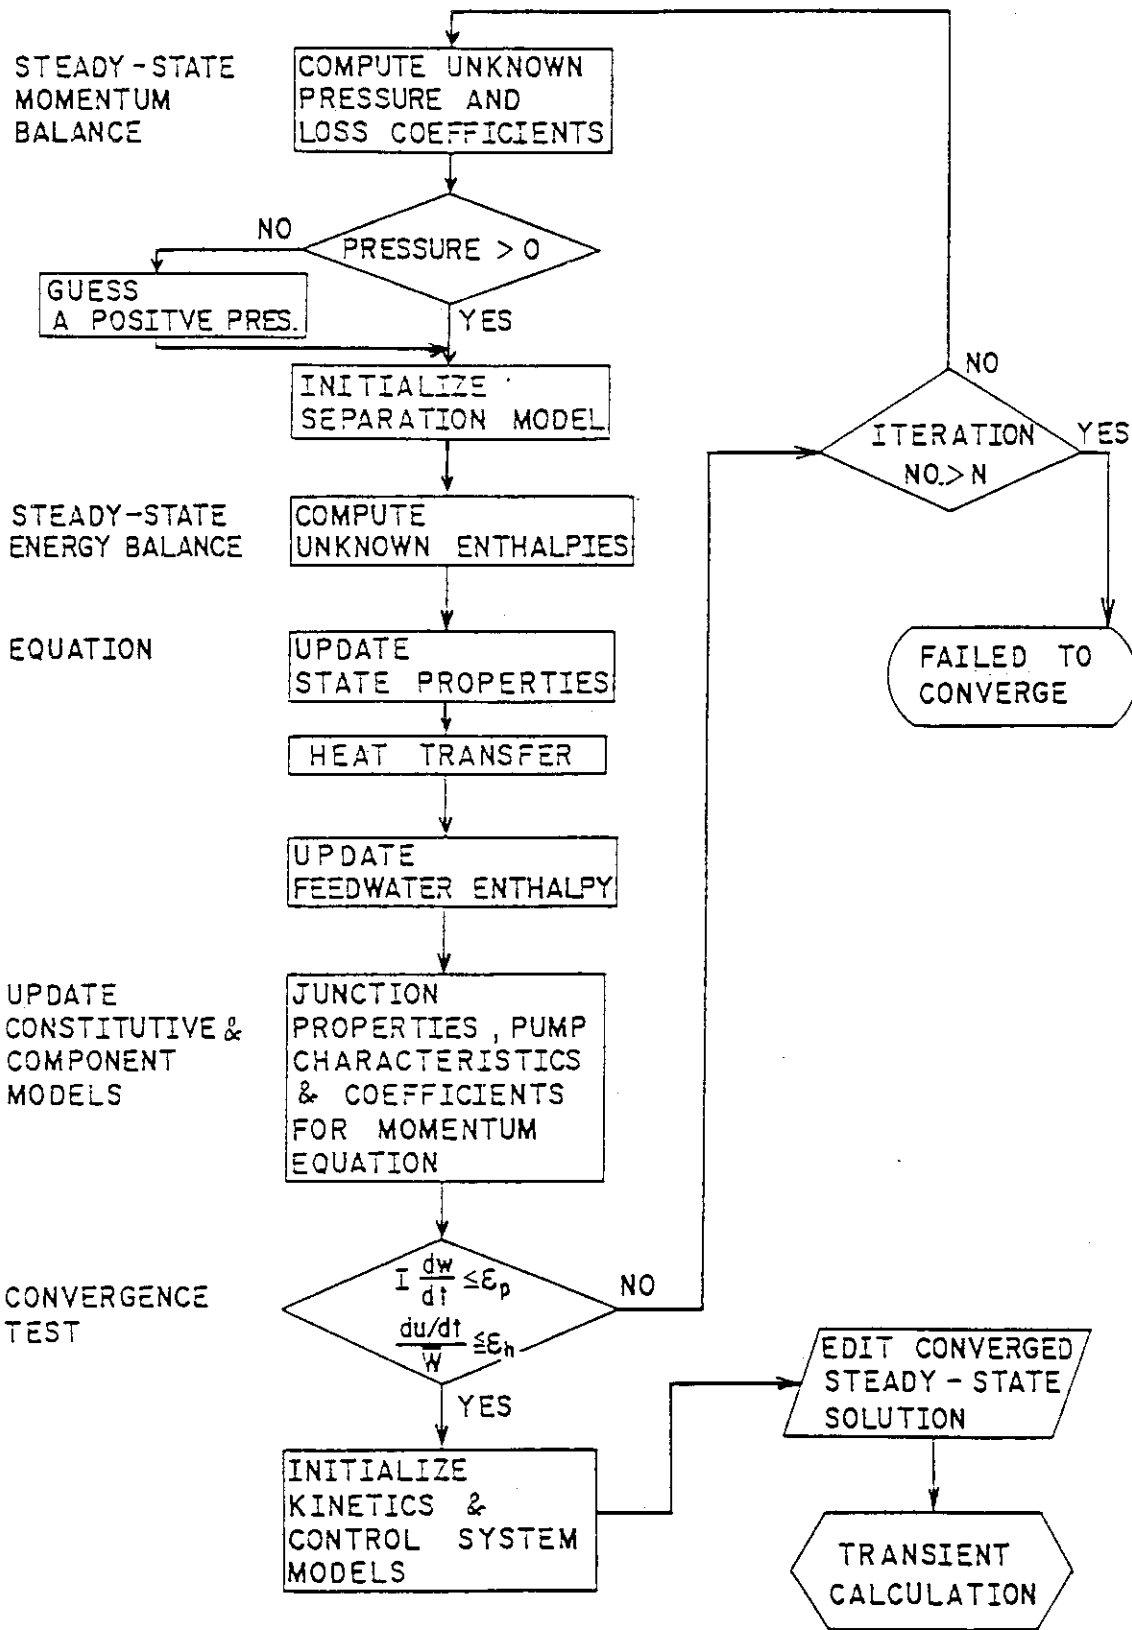 STEADY-STATE
MOMENTUM
BALANCE
COMPUTE UNKNOWN
PRESSURE AND
LOSS COEFFICIENTS
NO
PRESSURE > 0
GUESS
A POSITVE PRES.
YES
INITIALIZE
SEPARATION MODEL
NO
ITERATION
NO.> N
YES
STEADY-STATE
ENERGY BALANCE
COMPUTE
UNKNOWN ENTHALPIES
EQUATION
UPDATE
STATE PROPERTIES
FAILED TO
CONVERGE
HEAT TRANSFER
UPDATE
FEEDWATER ENTHALPY
UPDATE
CONSTITUTIVE &
COMPONENT
MODELS
JUNCTION
PROPERTIES, PUMP
CHARACTERISTICS
& COEFFICIENTS
FOR MOMENTUM
EQUATION
CONVERGENCE
TEST
I dw/dt ≤εp
du/dt / W ≦εh
NO
YES
EDIT CONVERGED
STEADY-STATE
SOLUTION
INITIALIZE
KINETICS &
CONTROL SYSTEM
MODELS
TRANSIENT
CALCULATION